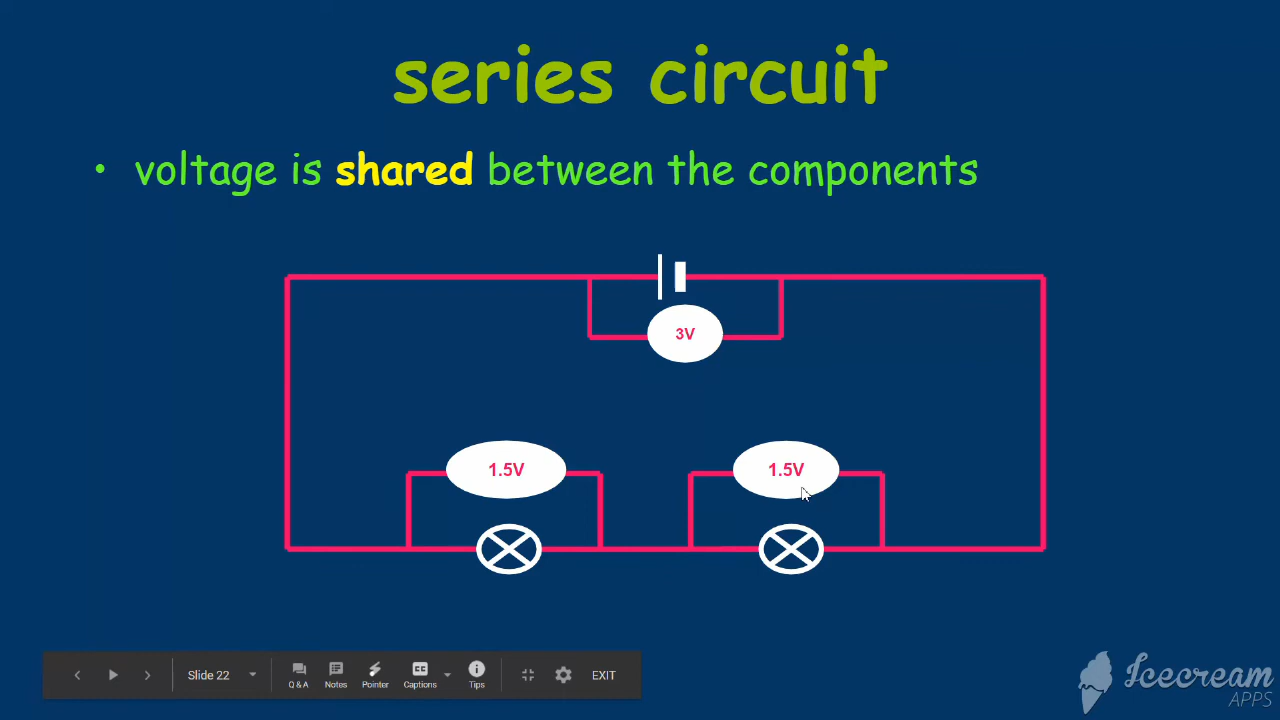 series circuit
• voltage is shared between the components
3V
1.5V 1.5V
Slide 22 Q & A Notes Pointer Captions Tips EXIT
Icecream
APPS